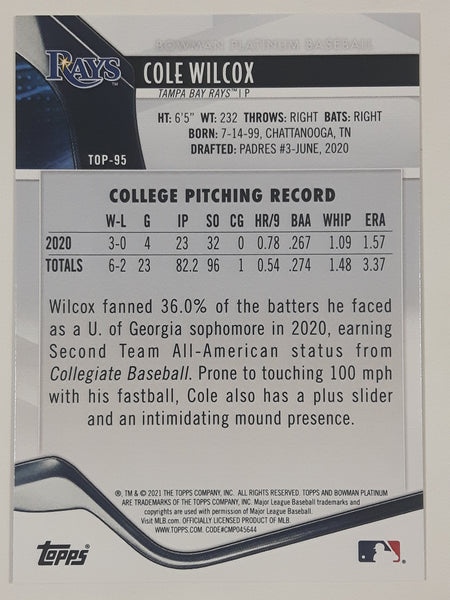 BOWMAN PLATINUM BASEBALL
RAYS™
COLE WILCOX
TAMPA BAY RAYS™ | P
HT: 6'5" WT: 232 THROWS: RIGHT BATS: RIGHT
BORN: 7-14-99, CHATTANOOGA, TN
DRAFTED: PADRES #3-JUNE, 2020
TOP-95
COLLEGE PITCHING RECORD
W-L G IP SO CG HR/9 BAA WHIP ERA
2020 3-0 4 23 32 0 0.78 .267 1.09 1.57
TOTALS 6-2 23 82.2 96 1 0.54 .274 1.48 3.37
Wilcox fanned 36.0% of the batters he faced
as a U. of Georgia sophomore in 2020, earning
Second Team All-American status from
Collegiate Baseball. Prone to touching 100 mph
with his fastball, Cole also has a plus slider
and an intimidating mound presence.
®, TM & © 2021 THE TOPPS COMPANY, INC. ALL RIGHTS RESERVED. TOPPS AND BOWMAN PLATINUM
ARE TRADEMARKS OF THE TOPPS COMPANY, INC. Major League Baseball trademarks and
copyrights are used with permission of Major League Baseball.
Visit MLB.com. OFFICIALLY LICENSED PRODUCT OF MLB.
WWW.TOPPS.COM. CODE#CMP045644
TOPPS